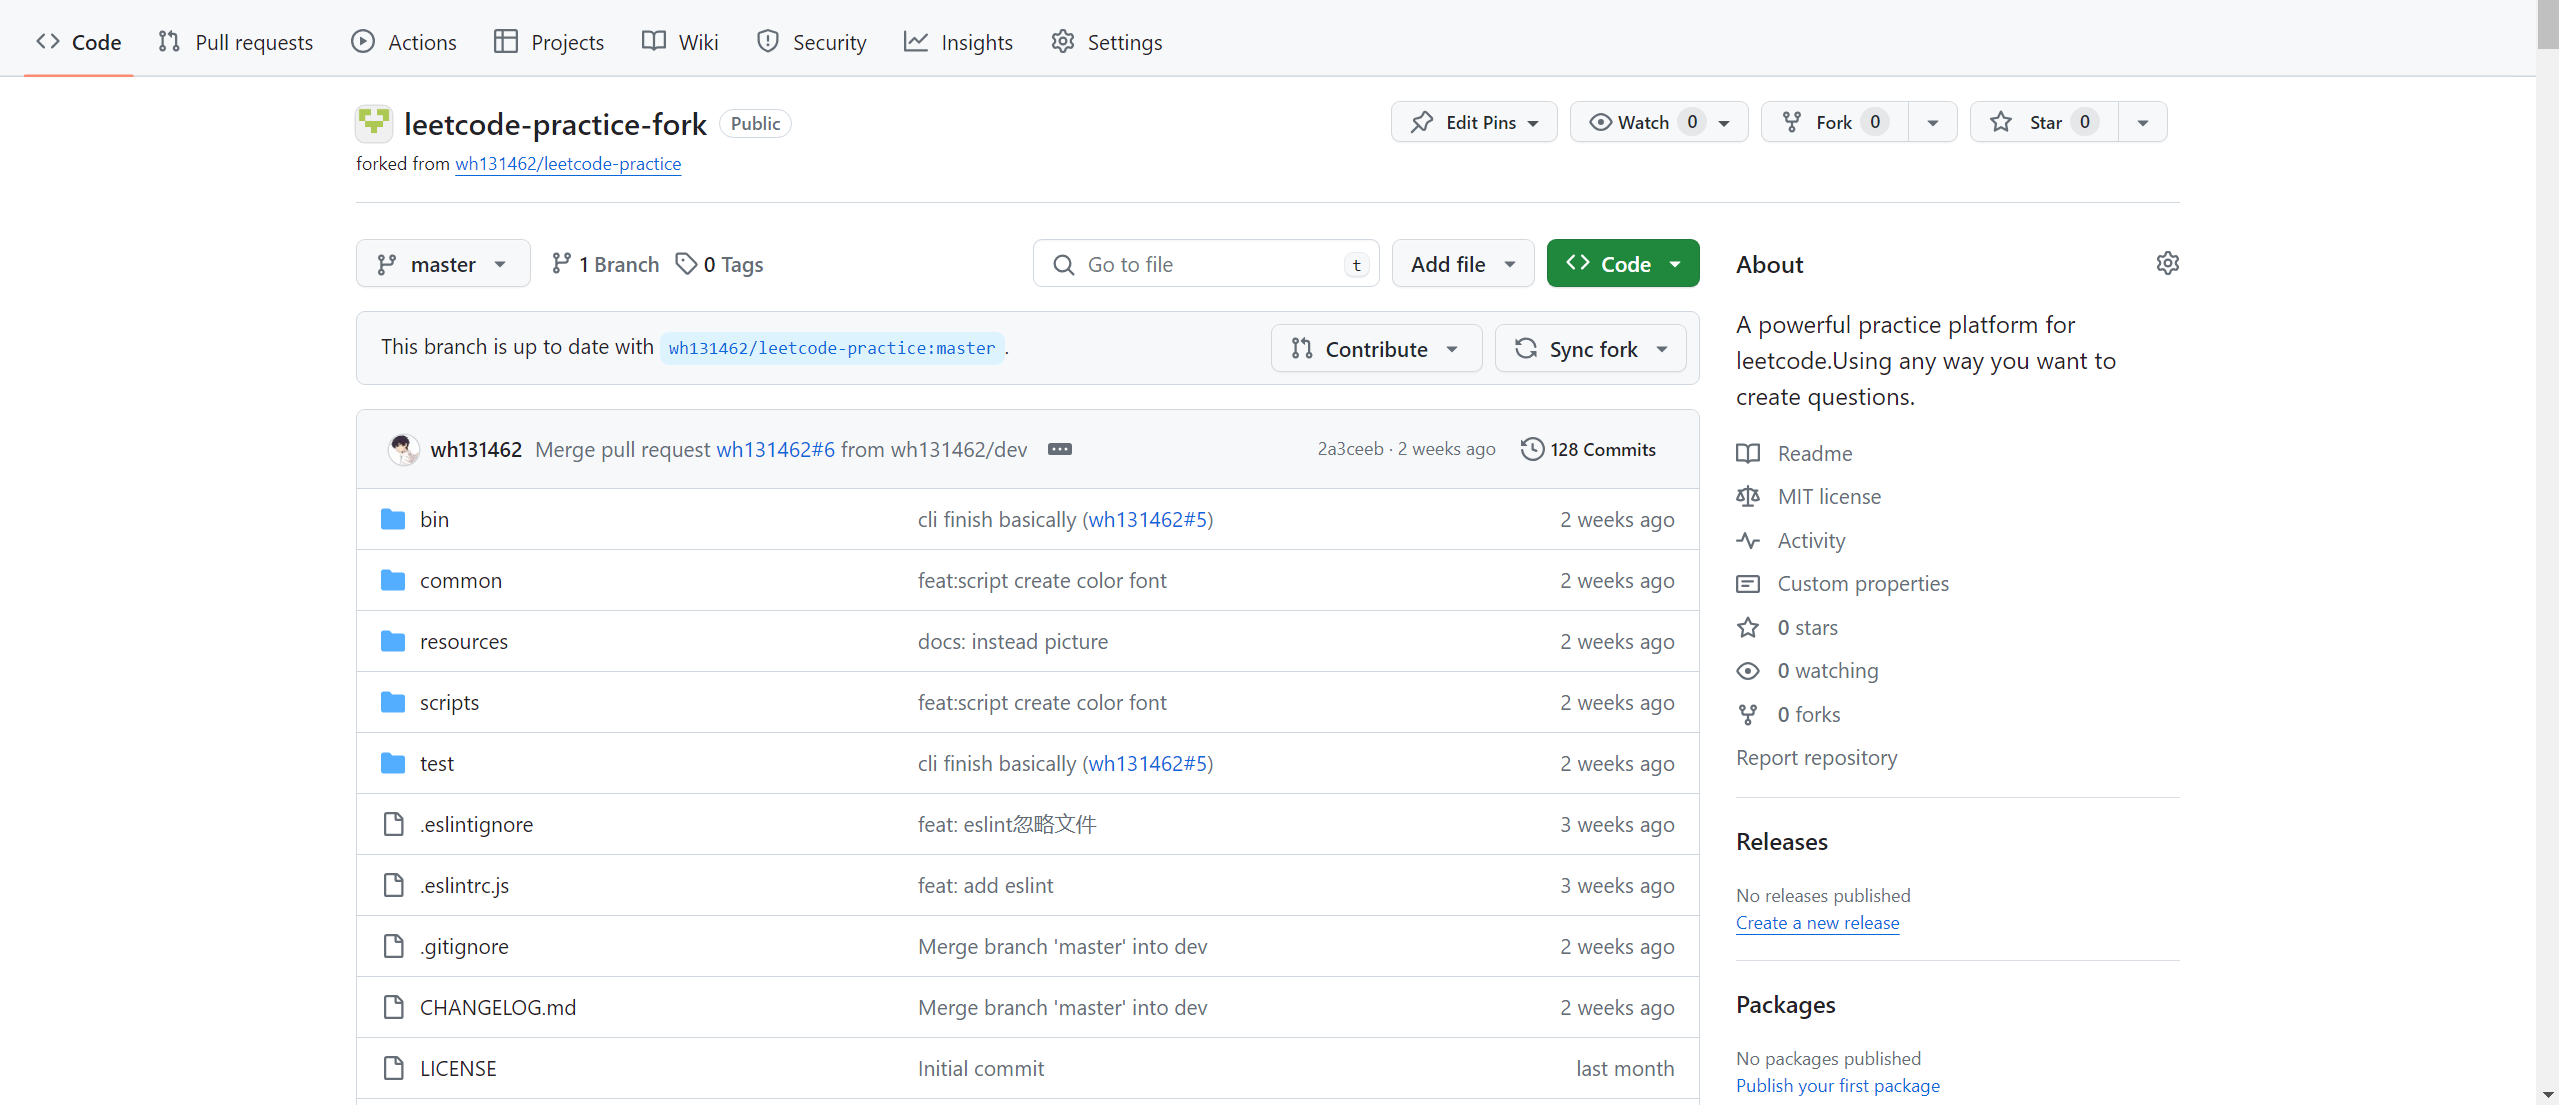 Code Pull requests Actions Projects Wiki Security Insights Settings
leetcode-practice-fork Public
Edit Pins Watch 0 Fork 0 Star 0
forked from wh131462/leetcode-practice
master 1 Branch 0 Tags Go to file t Add file Code
This branch is up to date with wh131462/leetcode-practice:master .
Contribute Sync fork
wh131462 Merge pull request wh131462#6 from wh131462/dev 2a3ceeb · 2 weeks ago 128 Commits
bin cli finish basically (wh131462#5) 2 weeks ago
common feat:script create color font 2 weeks ago
resources docs: instead picture 2 weeks ago
scripts feat:script create color font 2 weeks ago
test cli finish basically (wh131462#5) 2 weeks ago
.eslintignore feat: eslint忽略文件 3 weeks ago
.eslintrc.js feat: add eslint 3 weeks ago
.gitignore Merge branch 'master' into dev 2 weeks ago
CHANGELOG.md Merge branch 'master' into dev 2 weeks ago
LICENSE Initial commit last month
About
A powerful practice platform for
leetcode.Using any way you want to
create questions.
Readme
MIT license
Activity
Custom properties
0 stars
0 watching
0 forks
Report repository
Releases
No releases published
Create a new release
Packages
No packages published
Publish your first package